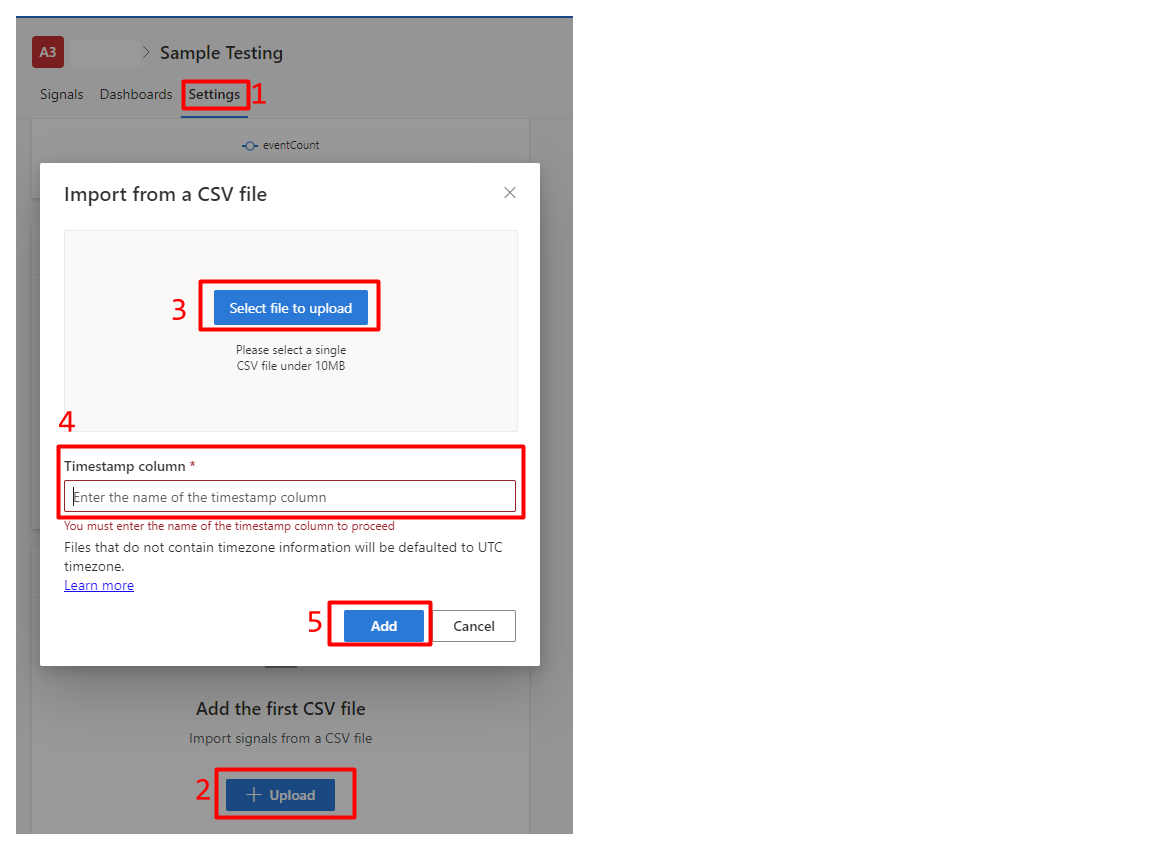 A3
Sample Testing
Signals Dashboards Settings 1
eventCount
Import from a CSV file
3 Select file to upload
Please select a single
CSV file under 10MB
4
Timestamp column *
Enter the name of the timestamp column
You must enter the name of the timestamp column to proceed
Files that do not contain timezone information will be defaulted to UTC
timezone.
Learn more
5 Add Cancel
Add the first CSV file
Import signals from a CSV file
2 Upload